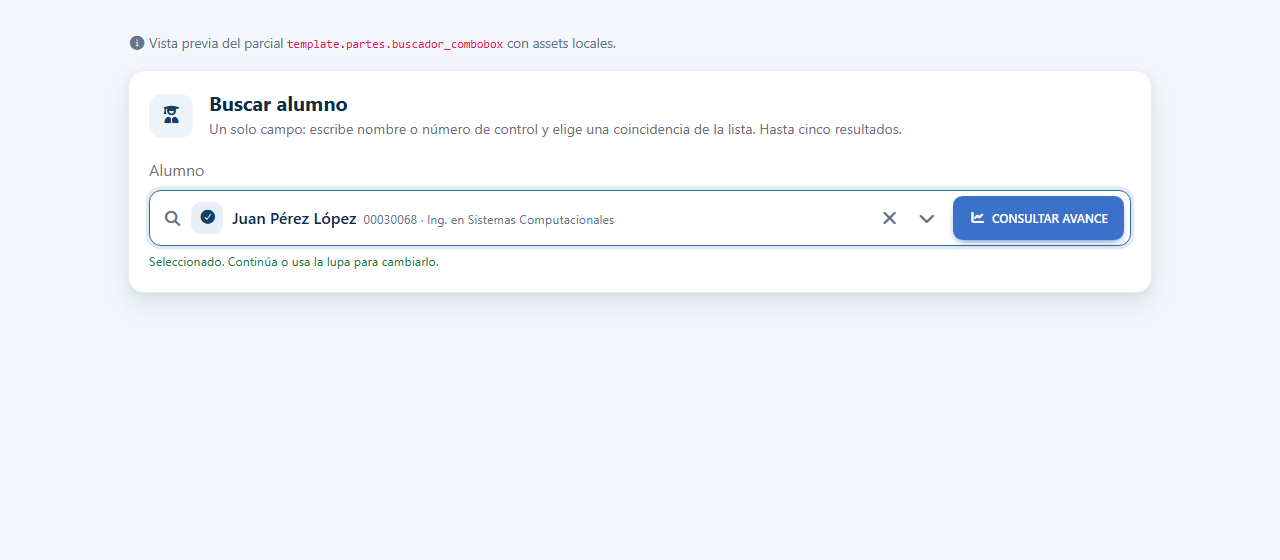 Vista previa del parcial template.partes.buscador_combobox con assets locales.
Buscar alumno
Un solo campo: escribe nombre o número de control y elige una coincidencia de la lista. Hasta cinco resultados.
Alumno
Juan Pérez López 00030068 · Ing. en Sistemas Computacionales CONSULTAR AVANCE
Seleccionado. Continúa o usa la lupa para cambiarlo.